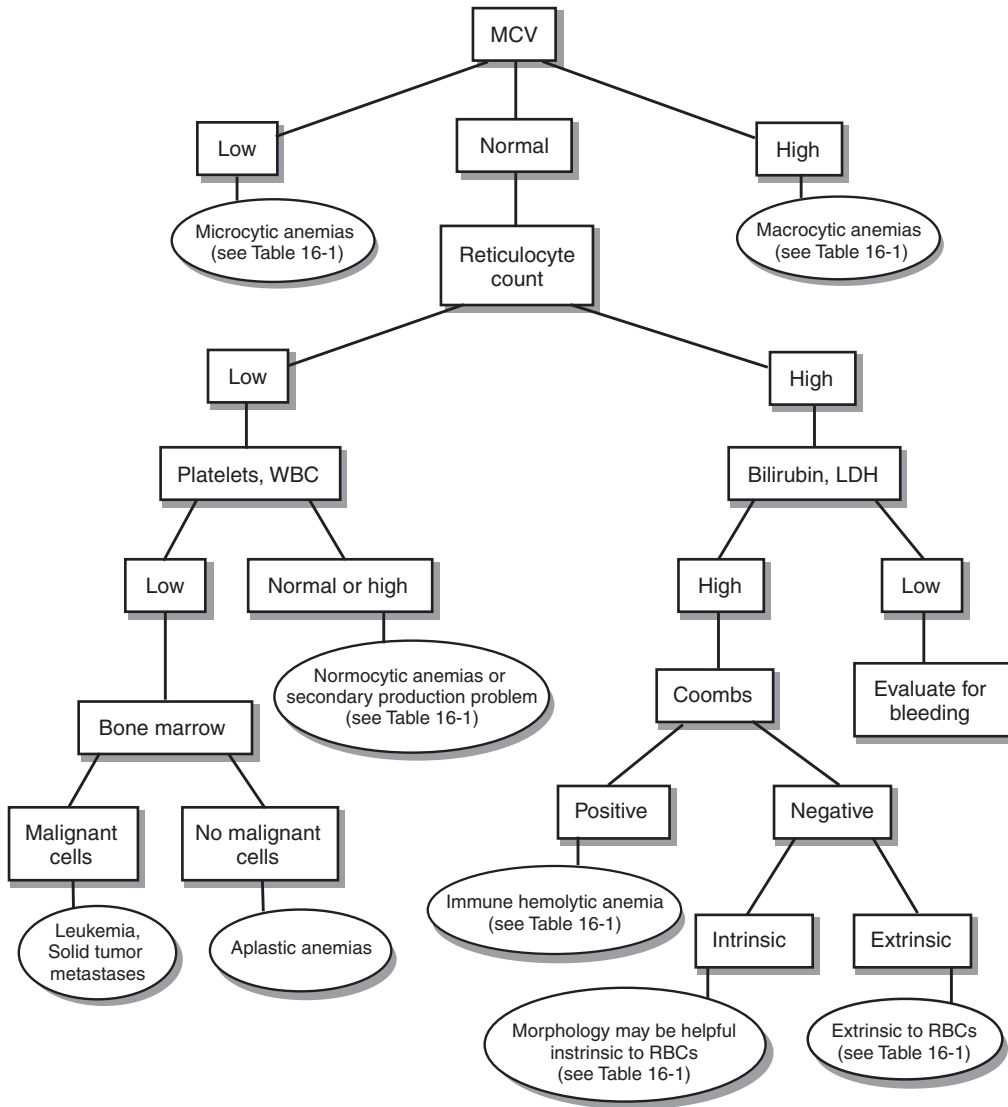 MCV
Low
Normal
High
Microcytic anemias
(see Table 16-1)
Macrocytic anemias
(see Table 16-1)
Reticulocyte
count
Low
High
Platelets, WBC
Bilirubin, LDH
Low
Normal or high
High
Low
Normocytic anemias or
secondary production problem
(see Table 16-1)
Coombs
Evaluate for
bleeding
Bone marrow
Malignant
cells
No malignant
cells
Positive
Negative
Leukemia,
Solid tumor
metastases
Aplastic anemias
Immune hemolytic anemia
(see Table 16-1)
Intrinsic
Extrinsic
Morphology may be helpful
instrinsic to RBCs
(see Table 16-1)
Extrinsic to RBCs
(see Table 16-1)